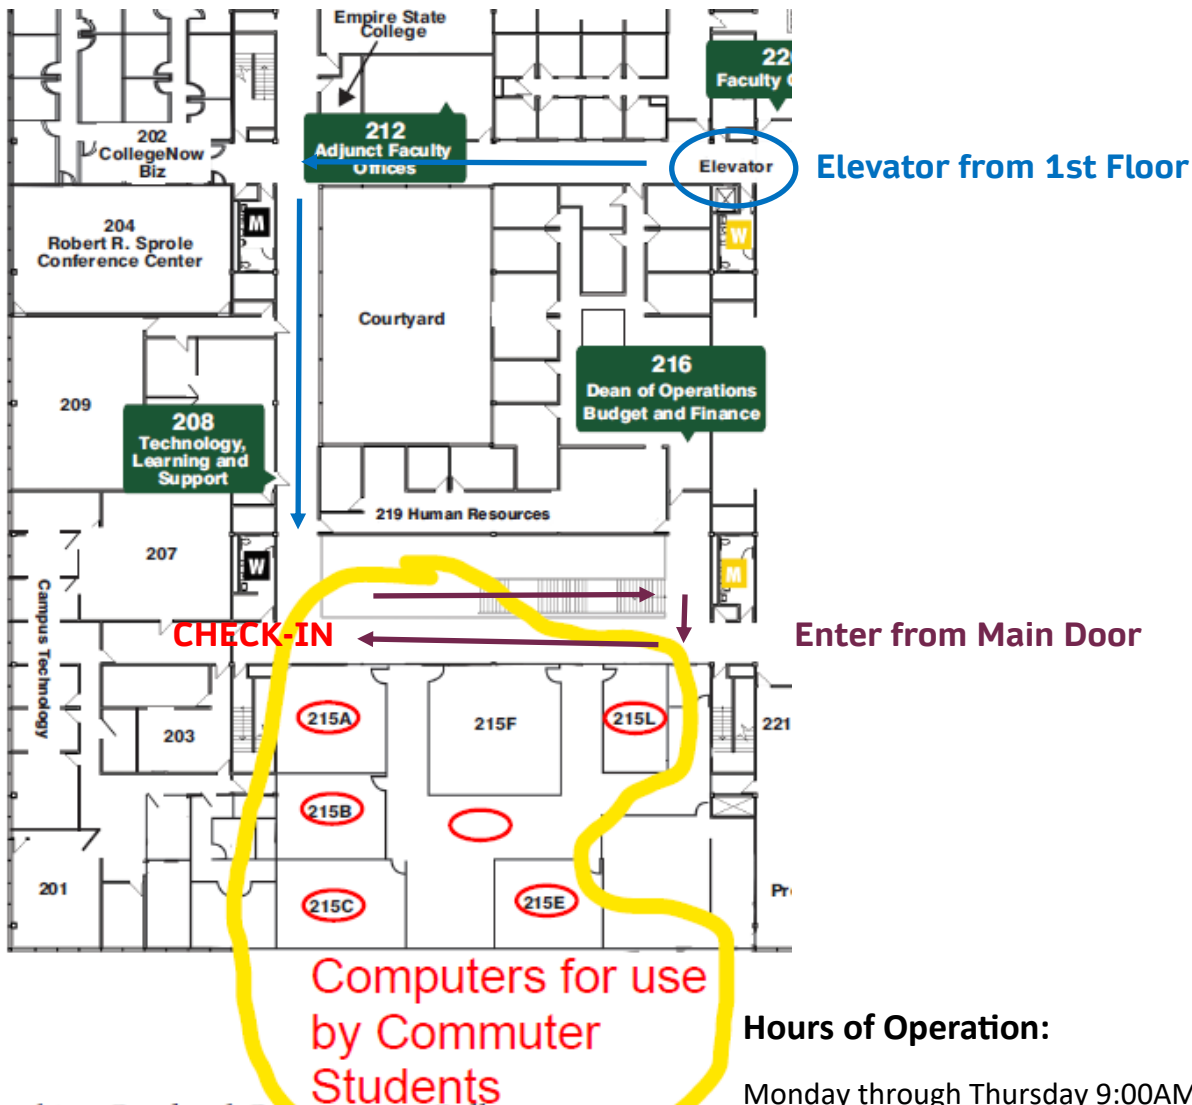 Empire State
College
22
Faculty
212
Adjunct Faculty
Offices
202
CollegeNow
Biz
Elevator
Elevator from 1st Floor
M
W
204
Robert R. Sprole
Conference Center
Courtyard
216
Dean of Operations
Budget and Finance
209
208
Technology,
Learning and
Support
219 Human Resources
207
W
M
Campus Technology
CHECK-IN
Enter from Main Door
215A
215F
215L
221
203
215B
201
215C
215E
Computers for use
by Commuter
Students
Hours of Operation:
Monday through Thursday 9:00AM